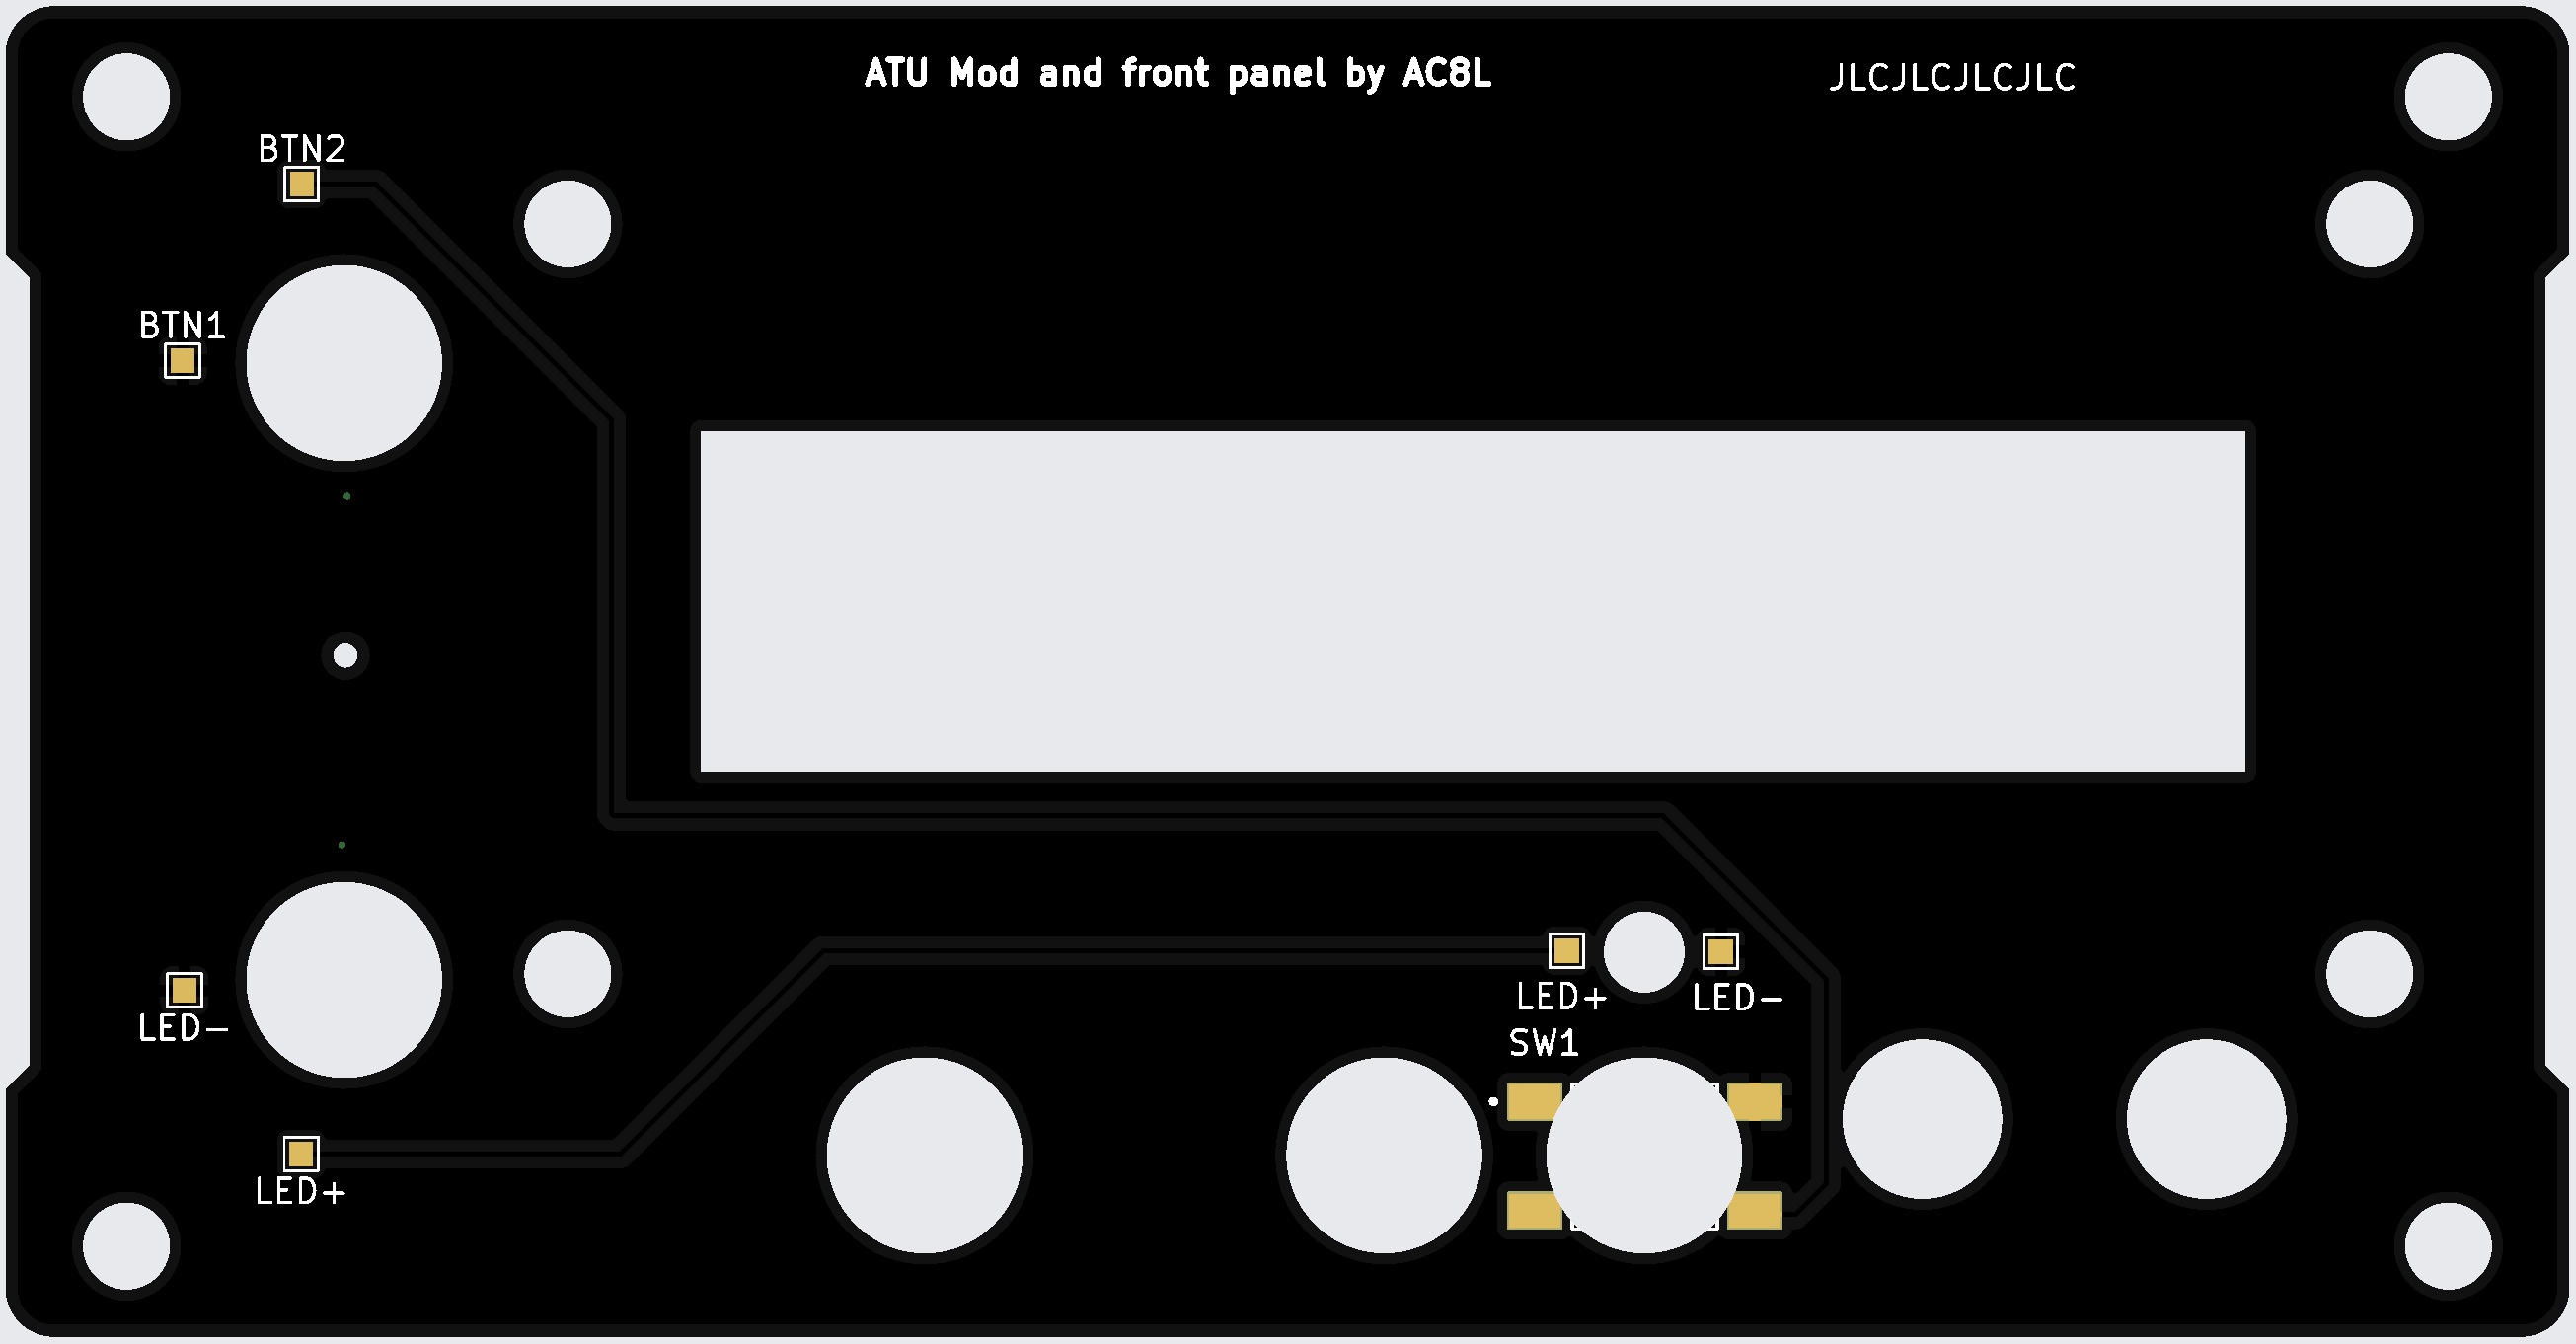 ATU Mod and front panel by AC8L
JLCJLCJLCJLC
BTN2
BTN1
LED+
LED-
LED-
SW1
LED+